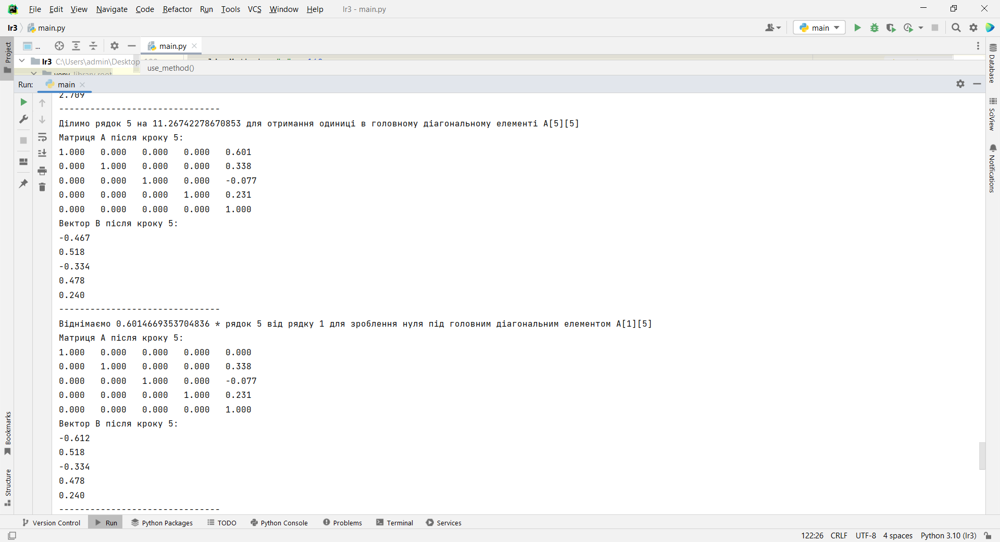 File Edit View Navigate Code Refactor Run Tools VCS Window Help lr3 - main.py
lr3 main.py main
Project ... main.py
lr3 C:\Users\admin\Desktop
venv library root
use_method()
Run: main
2.709
-------------------------------
Ділимо рядок 5 на 11.26742278670853 для отримання одиниці в головному діагональному елементі A[5][5]
Матриця А після кроку 5:
1.000 0.000 0.000 0.000 0.601
0.000 1.000 0.000 0.000 0.338
0.000 0.000 1.000 0.000 -0.077
0.000 0.000 0.000 1.000 0.231
0.000 0.000 0.000 0.000 1.000
Вектор В після кроку 5:
-0.467
0.518
-0.334
0.478
0.240
-------------------------------
Віднімаємо 0.6014669353704836 * рядок 5 від рядку 1 для зроблення нуля під головним діагональним елементом A[1][5]
Матриця А після кроку 5:
1.000 0.000 0.000 0.000 0.000
0.000 1.000 0.000 0.000 0.338
0.000 0.000 1.000 0.000 -0.077
0.000 0.000 0.000 1.000 0.231
0.000 0.000 0.000 0.000 1.000
Вектор В після кроку 5:
-0.612
0.518
-0.334
0.478
0.240
-------------------------------
Bookmarks
Structure
Database
SciView
Notifications
Version Control Run Python Packages TODO Python Console Problems Terminal Services
122:26 CRLF UTF-8 4 spaces Python 3.10 (lr3)